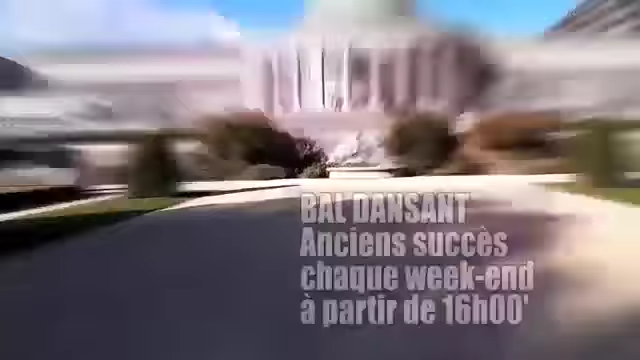 BAL DANSANT
Anciens succès
chaque week-end
à partir de 16h00'